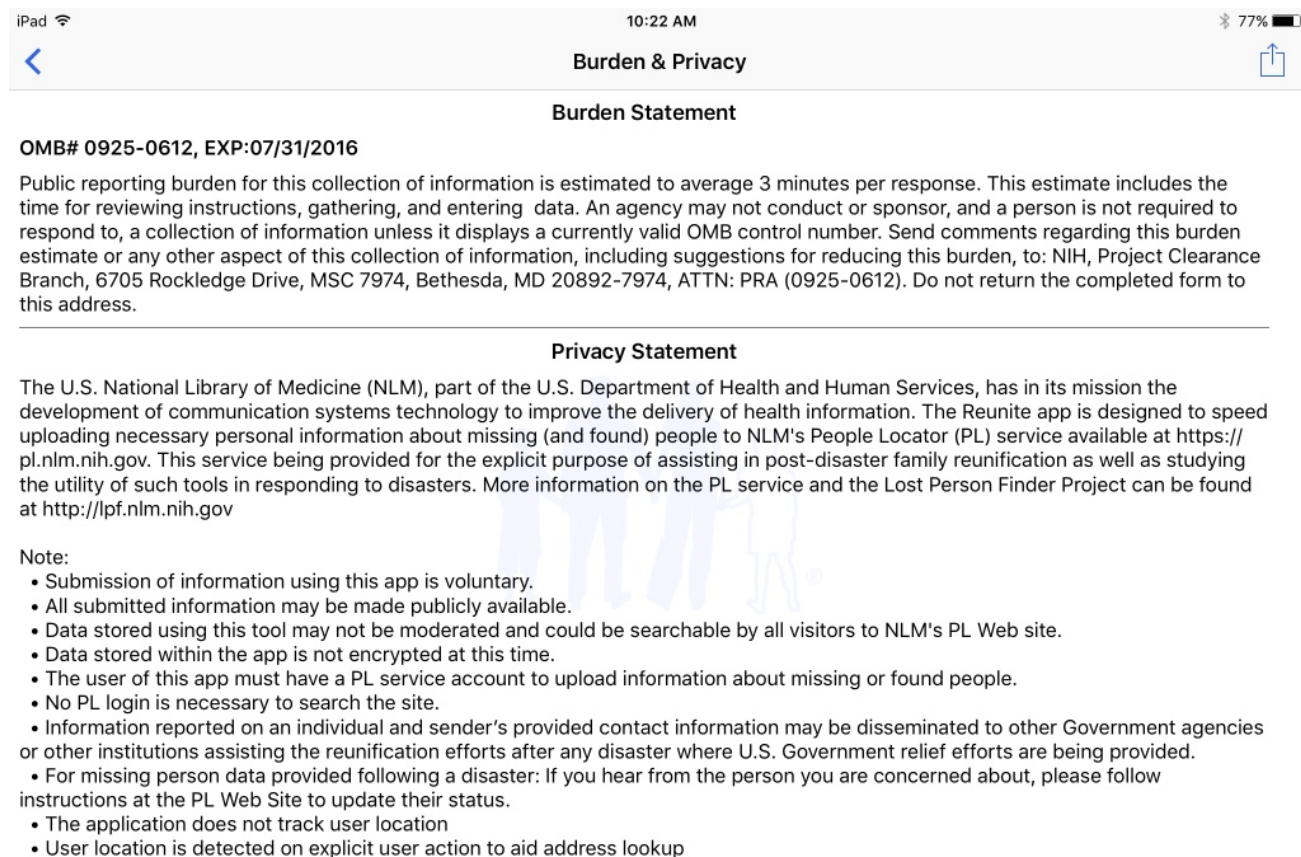 iPad
10:22 AM
77%
Burden & Privacy
Burden Statement
OMB# 0925-0612, EXP:07/31/2016
Public reporting burden for this collection of information is estimated to average 3 minutes per response. This estimate includes the
time for reviewing instructions, gathering, and entering  data. An agency may not conduct or sponsor, and a person is not required to
respond to, a collection of information unless it displays a currently valid OMB control number. Send comments regarding this burden
estimate or any other aspect of this collection of information, including suggestions for reducing this burden, to: NIH, Project Clearance
Branch, 6705 Rockledge Drive, MSC 7974, Bethesda, MD 20892-7974, ATTN: PRA (0925-0612). Do not return the completed form to
this address.
Privacy Statement
The U.S. National Library of Medicine (NLM), part of the U.S. Department of Health and Human Services, has in its mission the
development of communication systems technology to improve the delivery of health information. The Reunite app is designed to speed
uploading necessary personal information about missing (and found) people to NLM's People Locator (PL) service available at https://
pl.nlm.nih.gov. This service being provided for the explicit purpose of assisting in post-disaster family reunification as well as studying
the utility of such tools in responding to disasters. More information on the PL service and the Lost Person Finder Project can be found
at http://lpf.nlm.nih.gov
Note:
• Submission of information using this app is voluntary.
• All submitted information may be made publicly available.
• Data stored using this tool may not be moderated and could be searchable by all visitors to NLM's PL Web site.
• Data stored within the app is not encrypted at this time.
• The user of this app must have a PL service account to upload information about missing or found people.
• No PL login is necessary to search the site.
• Information reported on an individual and sender’s provided contact information may be disseminated to other Government agencies
or other institutions assisting the reunification efforts after any disaster where U.S. Government relief efforts are being provided.
• For missing person data provided following a disaster: If you hear from the person you are concerned about, please follow
instructions at the PL Web Site to update their status.
• The application does not track user location
• User location is detected on explicit user action to aid address lookup